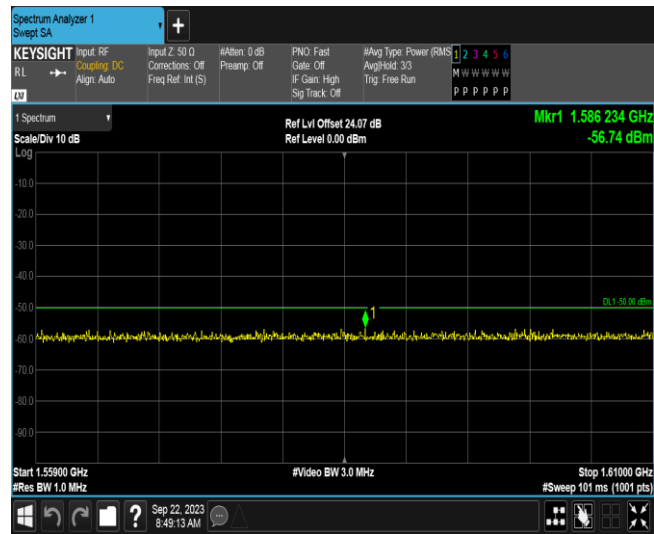 Spectrum Analyzer 1
Swept SA
+
KEYSIGHT
RL
LXI
Input: RF
Coupling: DC
Align: Auto
Input Z: 50 Ω
Corrections: Off
Freq Ref: Int (S)
#Atten: 0 dB
Preamp: Off
PNO: Fast
Gate: Off
IF Gain: High
Sig Track: Off
#Avg Type: Power (RMS
Avg|Hold: 3/3
Trig: Free Run
1 2 3 4 5 6
M W W W W W
P P P P P P
1 Spectrum
Scale/Div 10 dB
Ref Lvl Offset 24.07 dB
Ref Level 0.00 dBm
Mkr1 1.586 234 GHz
-56.74 dBm
Log
-10.0
-20.0
-30.0
-40.0
-50.0
-60.0
-70.0
-80.0
-90.0
DL1 -50.00 dBm
1
Start 1.55900 GHz
#Res BW 1.0 MHz
#Video BW 3.0 MHz
Stop 1.61000 GHz
#Sweep 101 ms (1001 pts)
?
Sep 22, 2023
8:49:13 AM